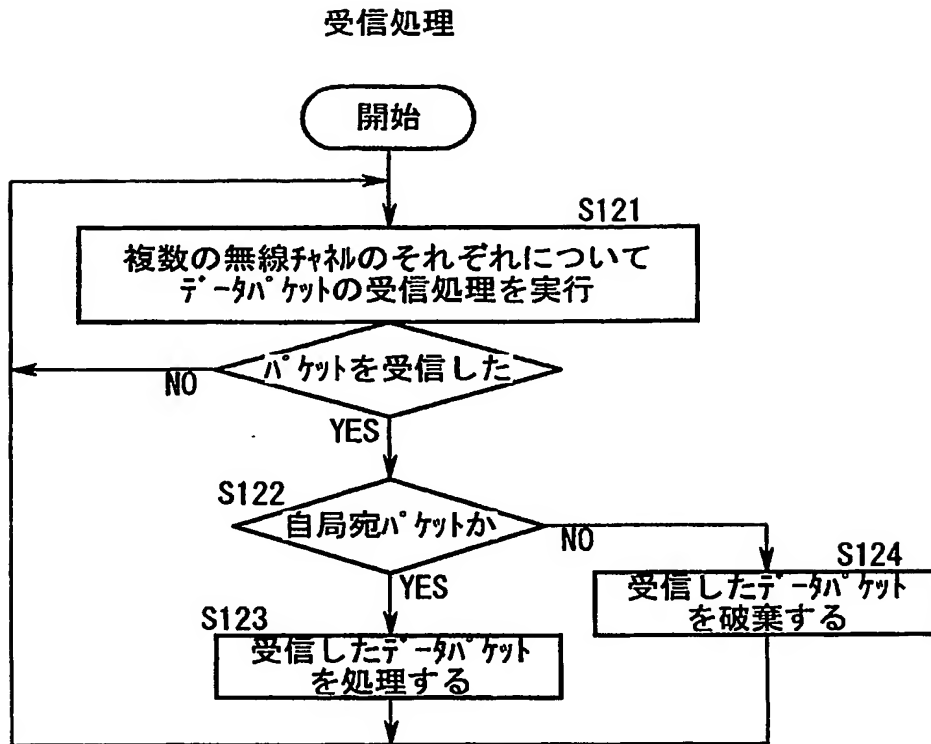 受信処理
開始
S121
複数の無線ﾁｬﾈﾙのそれぞれについて
ﾃﾞｰﾀﾊﾟｹｯﾄの受信処理を実行
ﾊﾟｹｯﾄを受信した
NO
YES
S122
自局宛ﾊﾟｹｯﾄか
NO
YES
S124
受信したﾃﾞｰﾀﾊﾟｹｯﾄ
を破棄する
S123
受信したﾃﾞｰﾀﾊﾟｹｯﾄ
を処理する